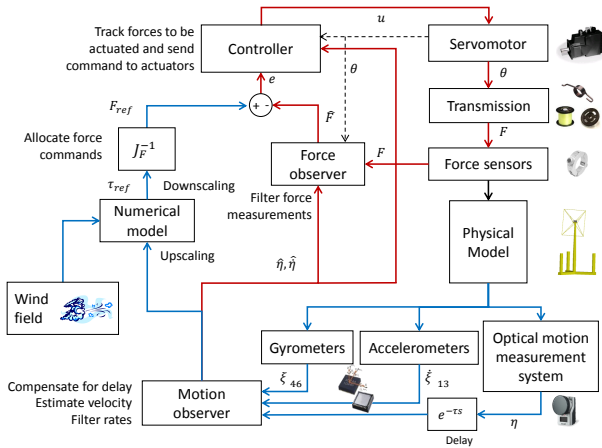 Track forces to be
actuated and send
command to actuators
Controller
u
Servomotor
θ
θ
e
Transmission
F_ref
+ -
F̂
F
Allocate force
commands
J_F^{-1}
Force
observer
F
Force sensors
τ_ref
Downscaling
Filter force
measurements
Numerical
model
Physical
Model
Upscaling
η̂, η̂̇
Wind
field
Gyrometers
Accelerometers
Optical motion
measurement
system
ξ̇_46
ξ̈_13
Compensate for delay
Estimate velocity
Filter rates
Motion
observer
e^{-τs}
η
Delay